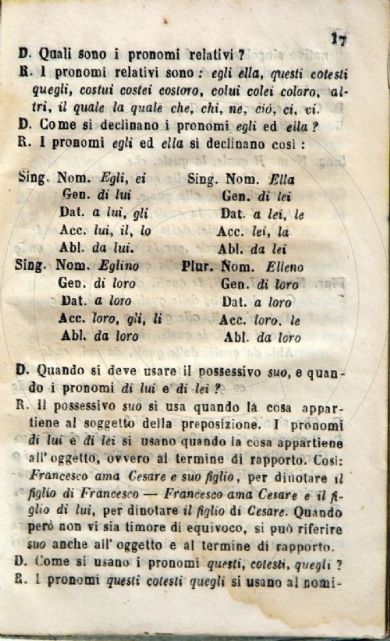 17
D. Quali sono i pronomi relativi ?
R. I pronomi relativi sono : egli ella, questi cotesti
quegli, costui costei costoro, colui colei coloro, al-
tri, il quale la quale che, chi, ne, ciò, ci, vi.
D. Come si declinano i pronomi egli ed ella ?
R. I pronomi egli ed ella si declinano così :
Sing. Nom. Egli, ei Sing. Nom. Ella
Gen. di lui Gen. di lei
Dat. a lui, gli Dat. a lei, le
Acc. lui, il, lo Acc. lei, la
Abl. da lui. Abl. da lei
Sing. Nom. Eglino Plur. Nom. Elleno
Gen. di loro Gen. di loro
Dat. a loro Dat. a loro
Acc. loro, gli, li Acc. loro, le
Abl. da loro Abl. da loro
D. Quando si deve usare il possessivo suo, e quan-
do i pronomi di lui e di lei ?
R. Il possessivo suo si usa quando la cosa appar-
tiene al soggetto della preposizione. I pronomi
di lui e di lei si usano quando la cosa appartiene
all' oggetto, ovvero al termine di rapporto. Così:
Francesco ama Cesare e suo figlio, per dinotare il
figlio di Francesco — Francesco ama Cesare e il fi-
glio di lui, per dinotare il figlio di Cesare. Quando
però non vi sia timore di equivoco, si può riferire
suo anche all' oggetto e al termine di rapporto.
D. Come si usano i pronomi questi, cotesti, quegli ?
R. I pronomi questi cotesti quegli si usano al nomi-